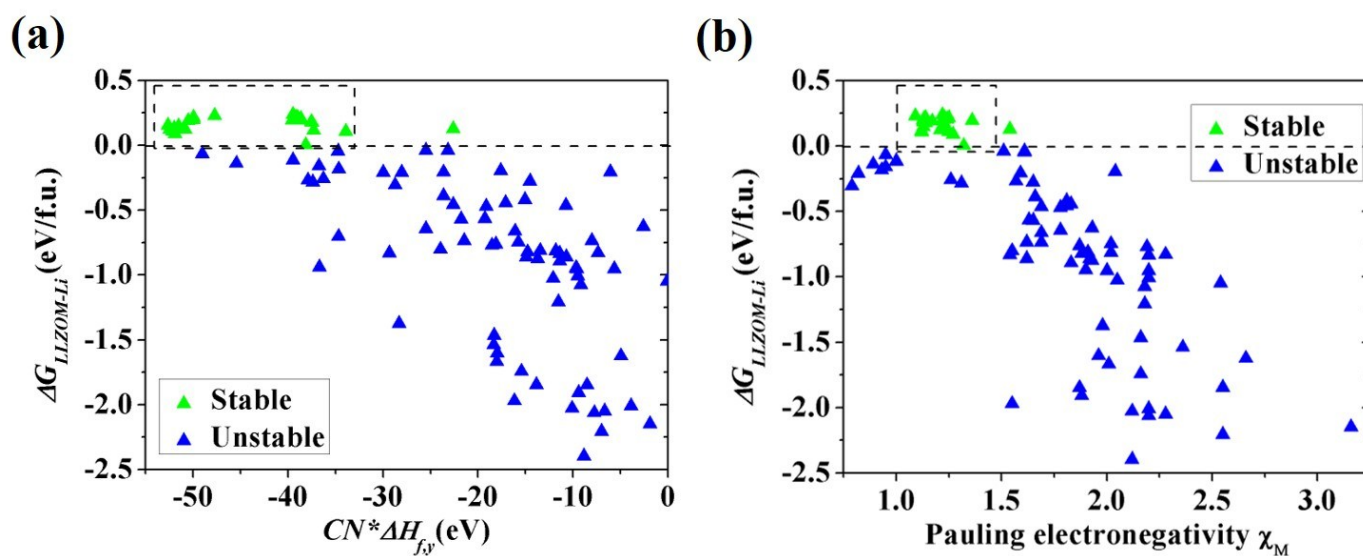 (a)
0.5
0.0
-0.5
-1.0
-1.5
-2.0
-2.5
ΔG_LLZOM-Li (eV/f.u.)
Stable
Unstable
-50 -40 -30 -20 -10 0
CN*ΔH_f,y (eV)
(b)
0.5
0.0
-0.5
-1.0
-1.5
-2.0
2.5
ΔG_LLZOM-Li (eV/f.u.)
Stable
Unstable
1.0 1.5 2.0 2.5 3.0
Pauling electronegativity χ_M